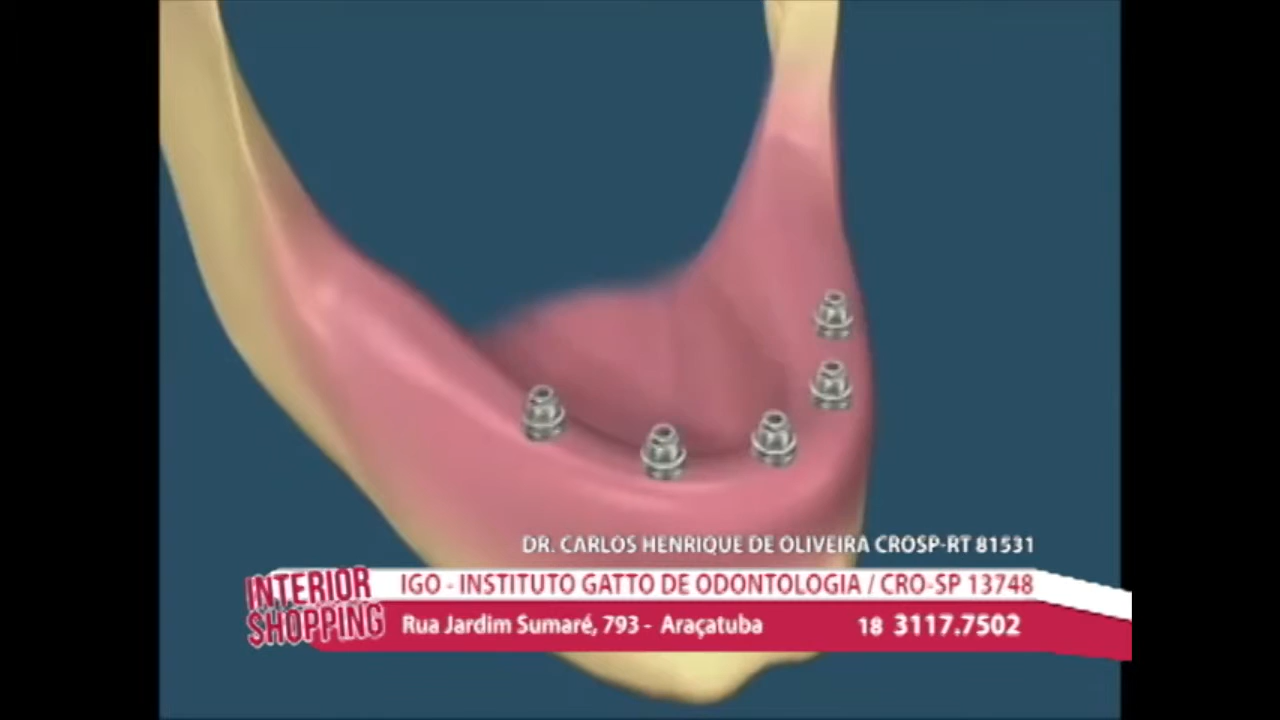 DR. CARLOS HENRIQUE DE OLIVEIRA CROSP-RT 81531
INTERIOR
SHOPPING
IGO - INSTITUTO GATTO DE ODONTOLOGIA / CRO-SP 13748
Rua Jardim Sumaré, 793 - Araçatuba
18 3117.7502